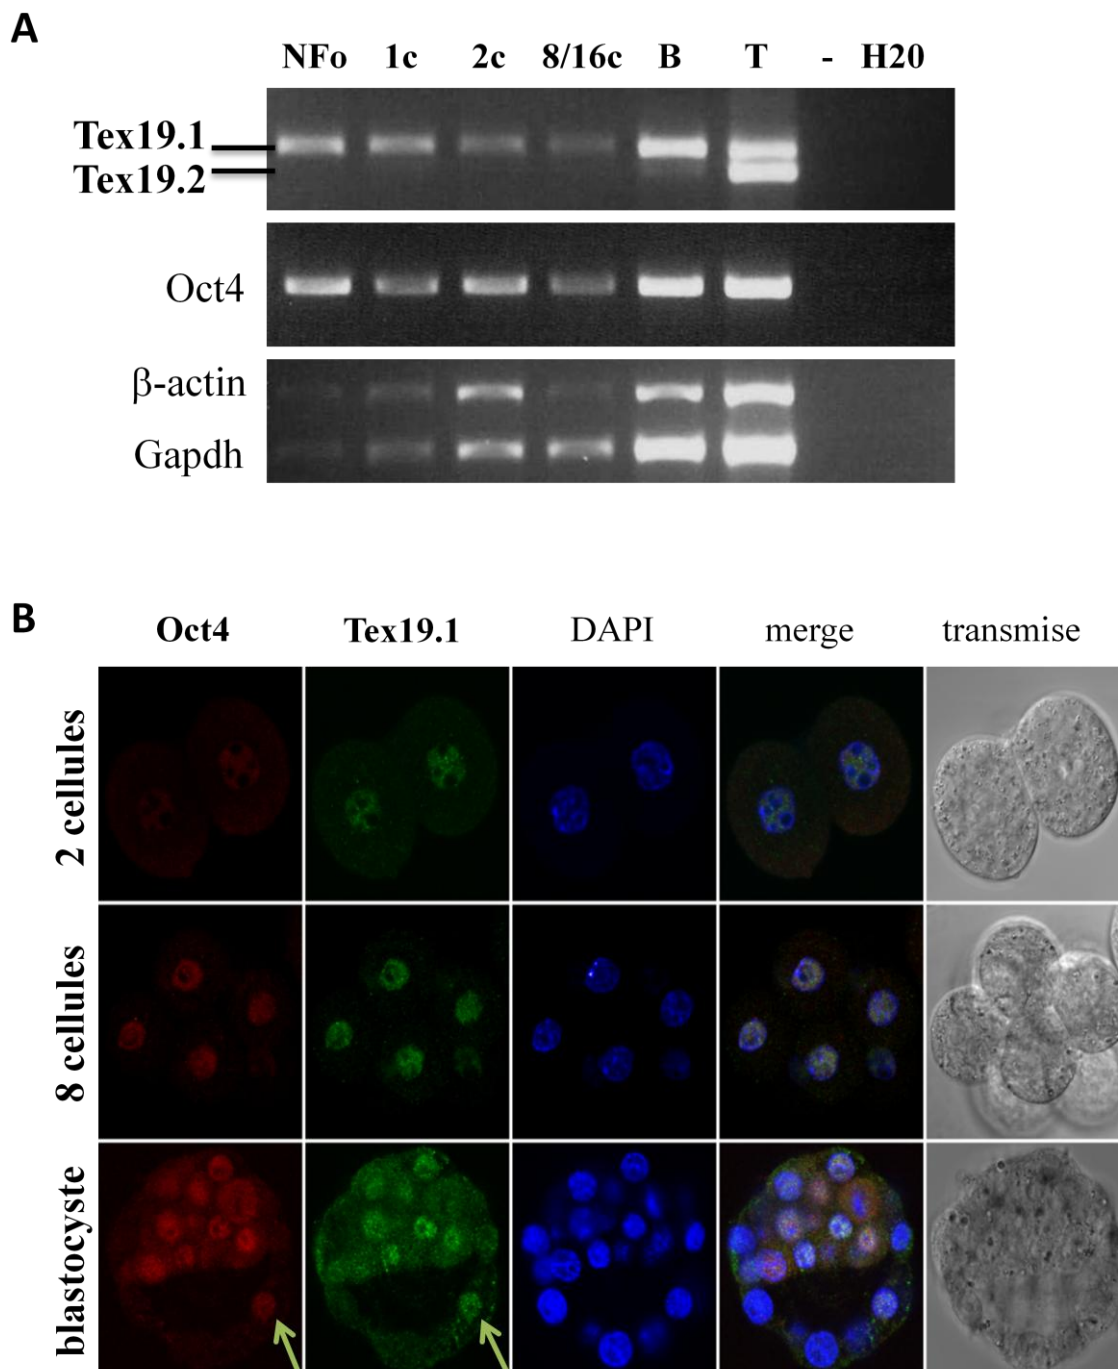 A
NFo 1c 2c 8/16c B T - H20
Tex19.1
Tex19.2
Oct4
β-actin
Gapdh
B
Oct4 Tex19.1 DAPI merge transmise
2 cellules
8 cellules
blastocyste